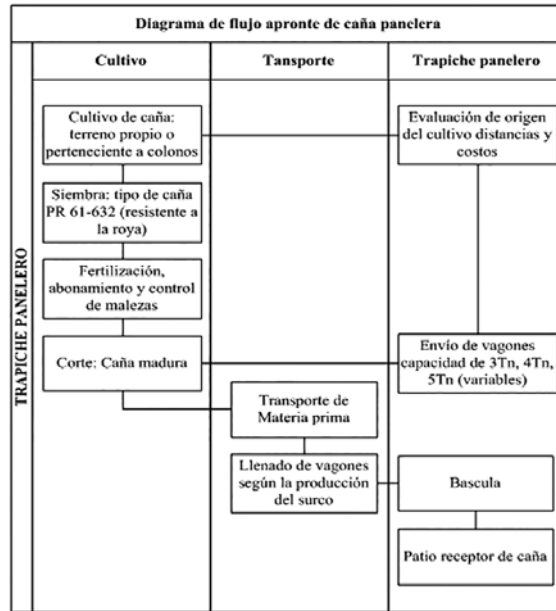 Diagrama de flujo apronte de caña panelera
Cultivo
Transporte
Trapiche panelero
TRAPICHE PANELERO
Cultivo de caña:
terreno propio o
perteneciente a colonos
Evaluación de origen
del cultivo distancias y
costos
Siembra: tipo de caña
PR 61-632 (resistente a
la roya)
Fertilización,
abonamiento y control
de malezas
Corte: Caña madura
Envío de vagones
capacidad de 3Tn, 4Tn,
5Tn (variables)
Transporte de
Materia prima
Llenado de vagones
según la producción
del surco
Bascula
Patio receptor de caña